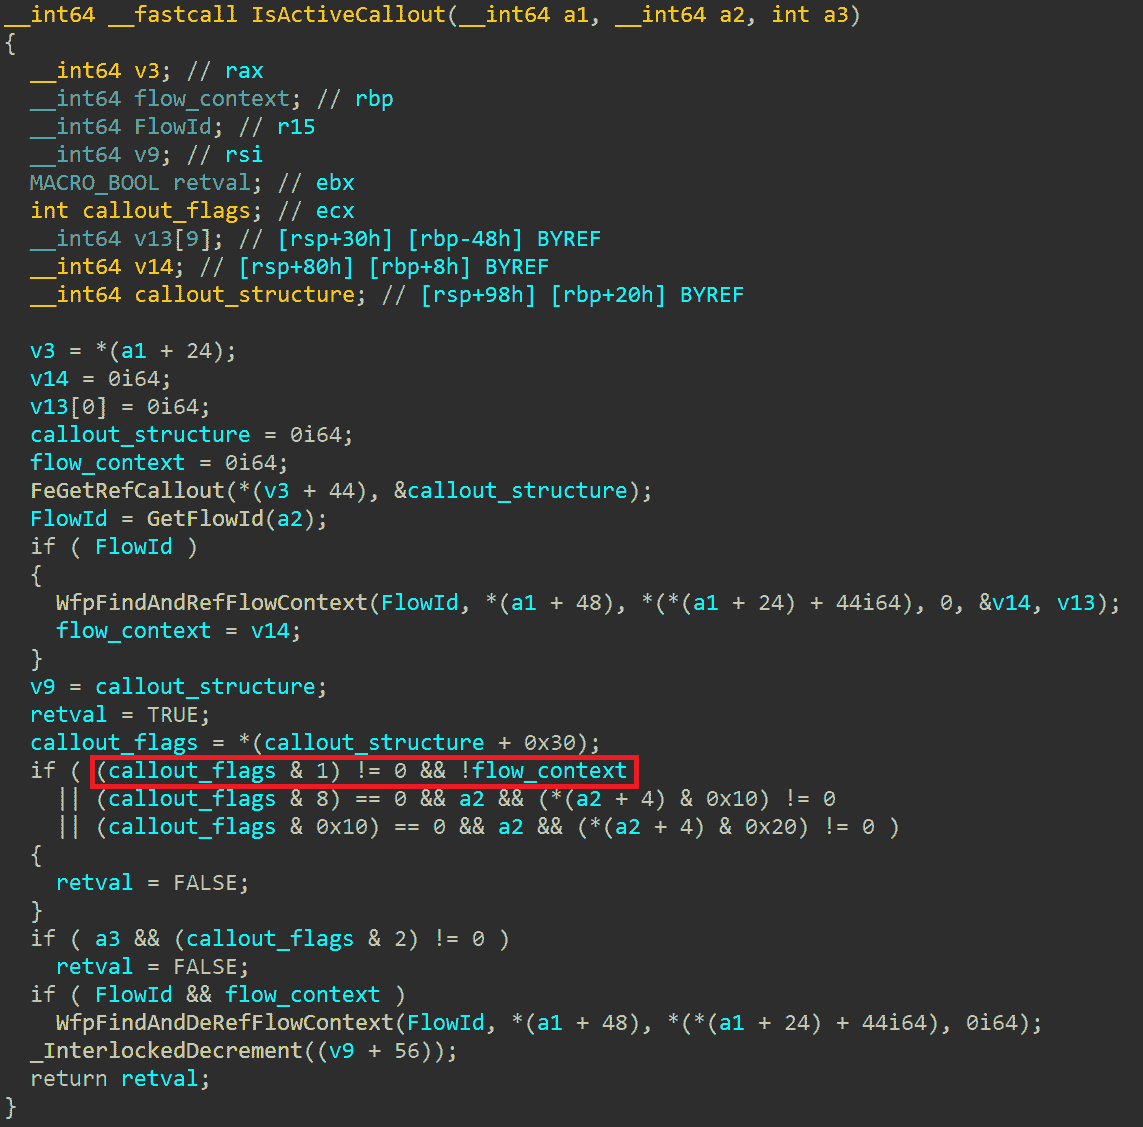 __int64 __fastcall IsActiveCallout(__int64 a1, __int64 a2, int a3)
{
  __int64 v3; // rax
  __int64 flow_context; // rbp
  __int64 FlowId; // r15
  __int64 v9; // rsi
  MACRO_BOOL retval; // ebx
  int callout_flags; // ecx
  __int64 v13[9]; // [rsp+30h] [rbp-48h] BYREF
  __int64 v14; // [rsp+80h] [rbp+8h] BYREF
  __int64 callout_structure; // [rsp+98h] [rbp+20h] BYREF

  v3 = *(a1 + 24);
  v14 = 0i64;
  v13[0] = 0i64;
  callout_structure = 0i64;
  flow_context = 0i64;
  FeGetRefCallout(*(v3 + 44), &callout_structure);
  FlowId = GetFlowId(a2);
  if ( FlowId )
  {
    WfpFindAndRefFlowContext(FlowId, *(a1 + 48), *(*(a1 + 24) + 44i64), 0, &v14, v13);
    flow_context = v14;
  }
  v9 = callout_structure;
  retval = TRUE;
  callout_flags = *(callout_structure + 0x30);
  if ( (callout_flags & 1) != 0 && !flow_context
    || (callout_flags & 8) == 0 && a2 && (*(a2 + 4) & 0x10) != 0
    || (callout_flags & 0x10) == 0 && a2 && (*(a2 + 4) & 0x20) != 0 )
  {
    retval = FALSE;
  }
  if ( a3 && (callout_flags & 2) != 0 )
    retval = FALSE;
  if ( FlowId && flow_context )
    WfpFindAndDeRefFlowContext(FlowId, *(a1 + 48), *(*(a1 + 24) + 44i64), 0i64);
  _InterlockedDecrement((v9 + 56));
  return retval;
}